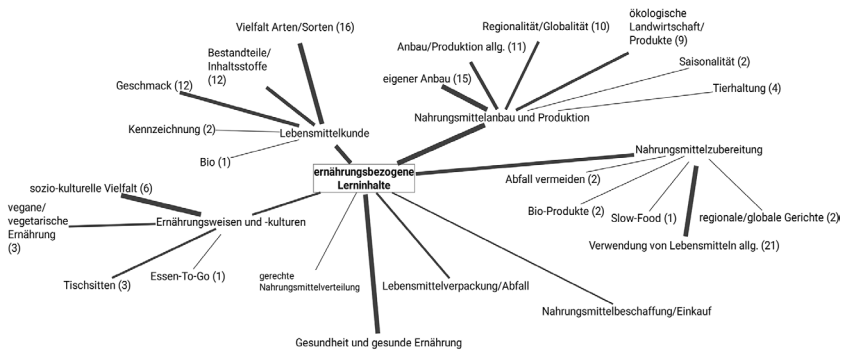 Vielfalt Arten/Sorten (16)
Bestandteile/
Inhaltsstoffe
(12)
Geschmack (12)
Kennzeichnung (2)
Bio (1)
Lebensmittelkunde
ökologische
Landwirtschaft/
Produkte (9)
Regionalität/Globalität (10)
Anbau/Produktion allg. (11)
eigener Anbau (15)
Saisonalität (2)
Tierhaltung (4)
Nahrungsmittelanbau und Produktion
ernährungsbezogene
Lerninhalte
Nahrungsmittelzubereitung
Abfall vermeiden (2)
Bio-Produkte (2)
Slow-Food (1)
regionale/globale Gerichte (2)
Verwendung von Lebensmitteln allg. (21)
sozio-kulturelle Vielfalt (6)
vegane/
vegetarische
Ernährung
(3)
Ernährungsweisen und -kulturen
Tischsitten (3)
Essen-To-Go (1)
gerechte
Nahrungsmittelverteilung
Lebensmittelverpackung/Abfall
Nahrungsmittelbeschaffung/Einkauf
Gesundheit und gesunde Ernährung